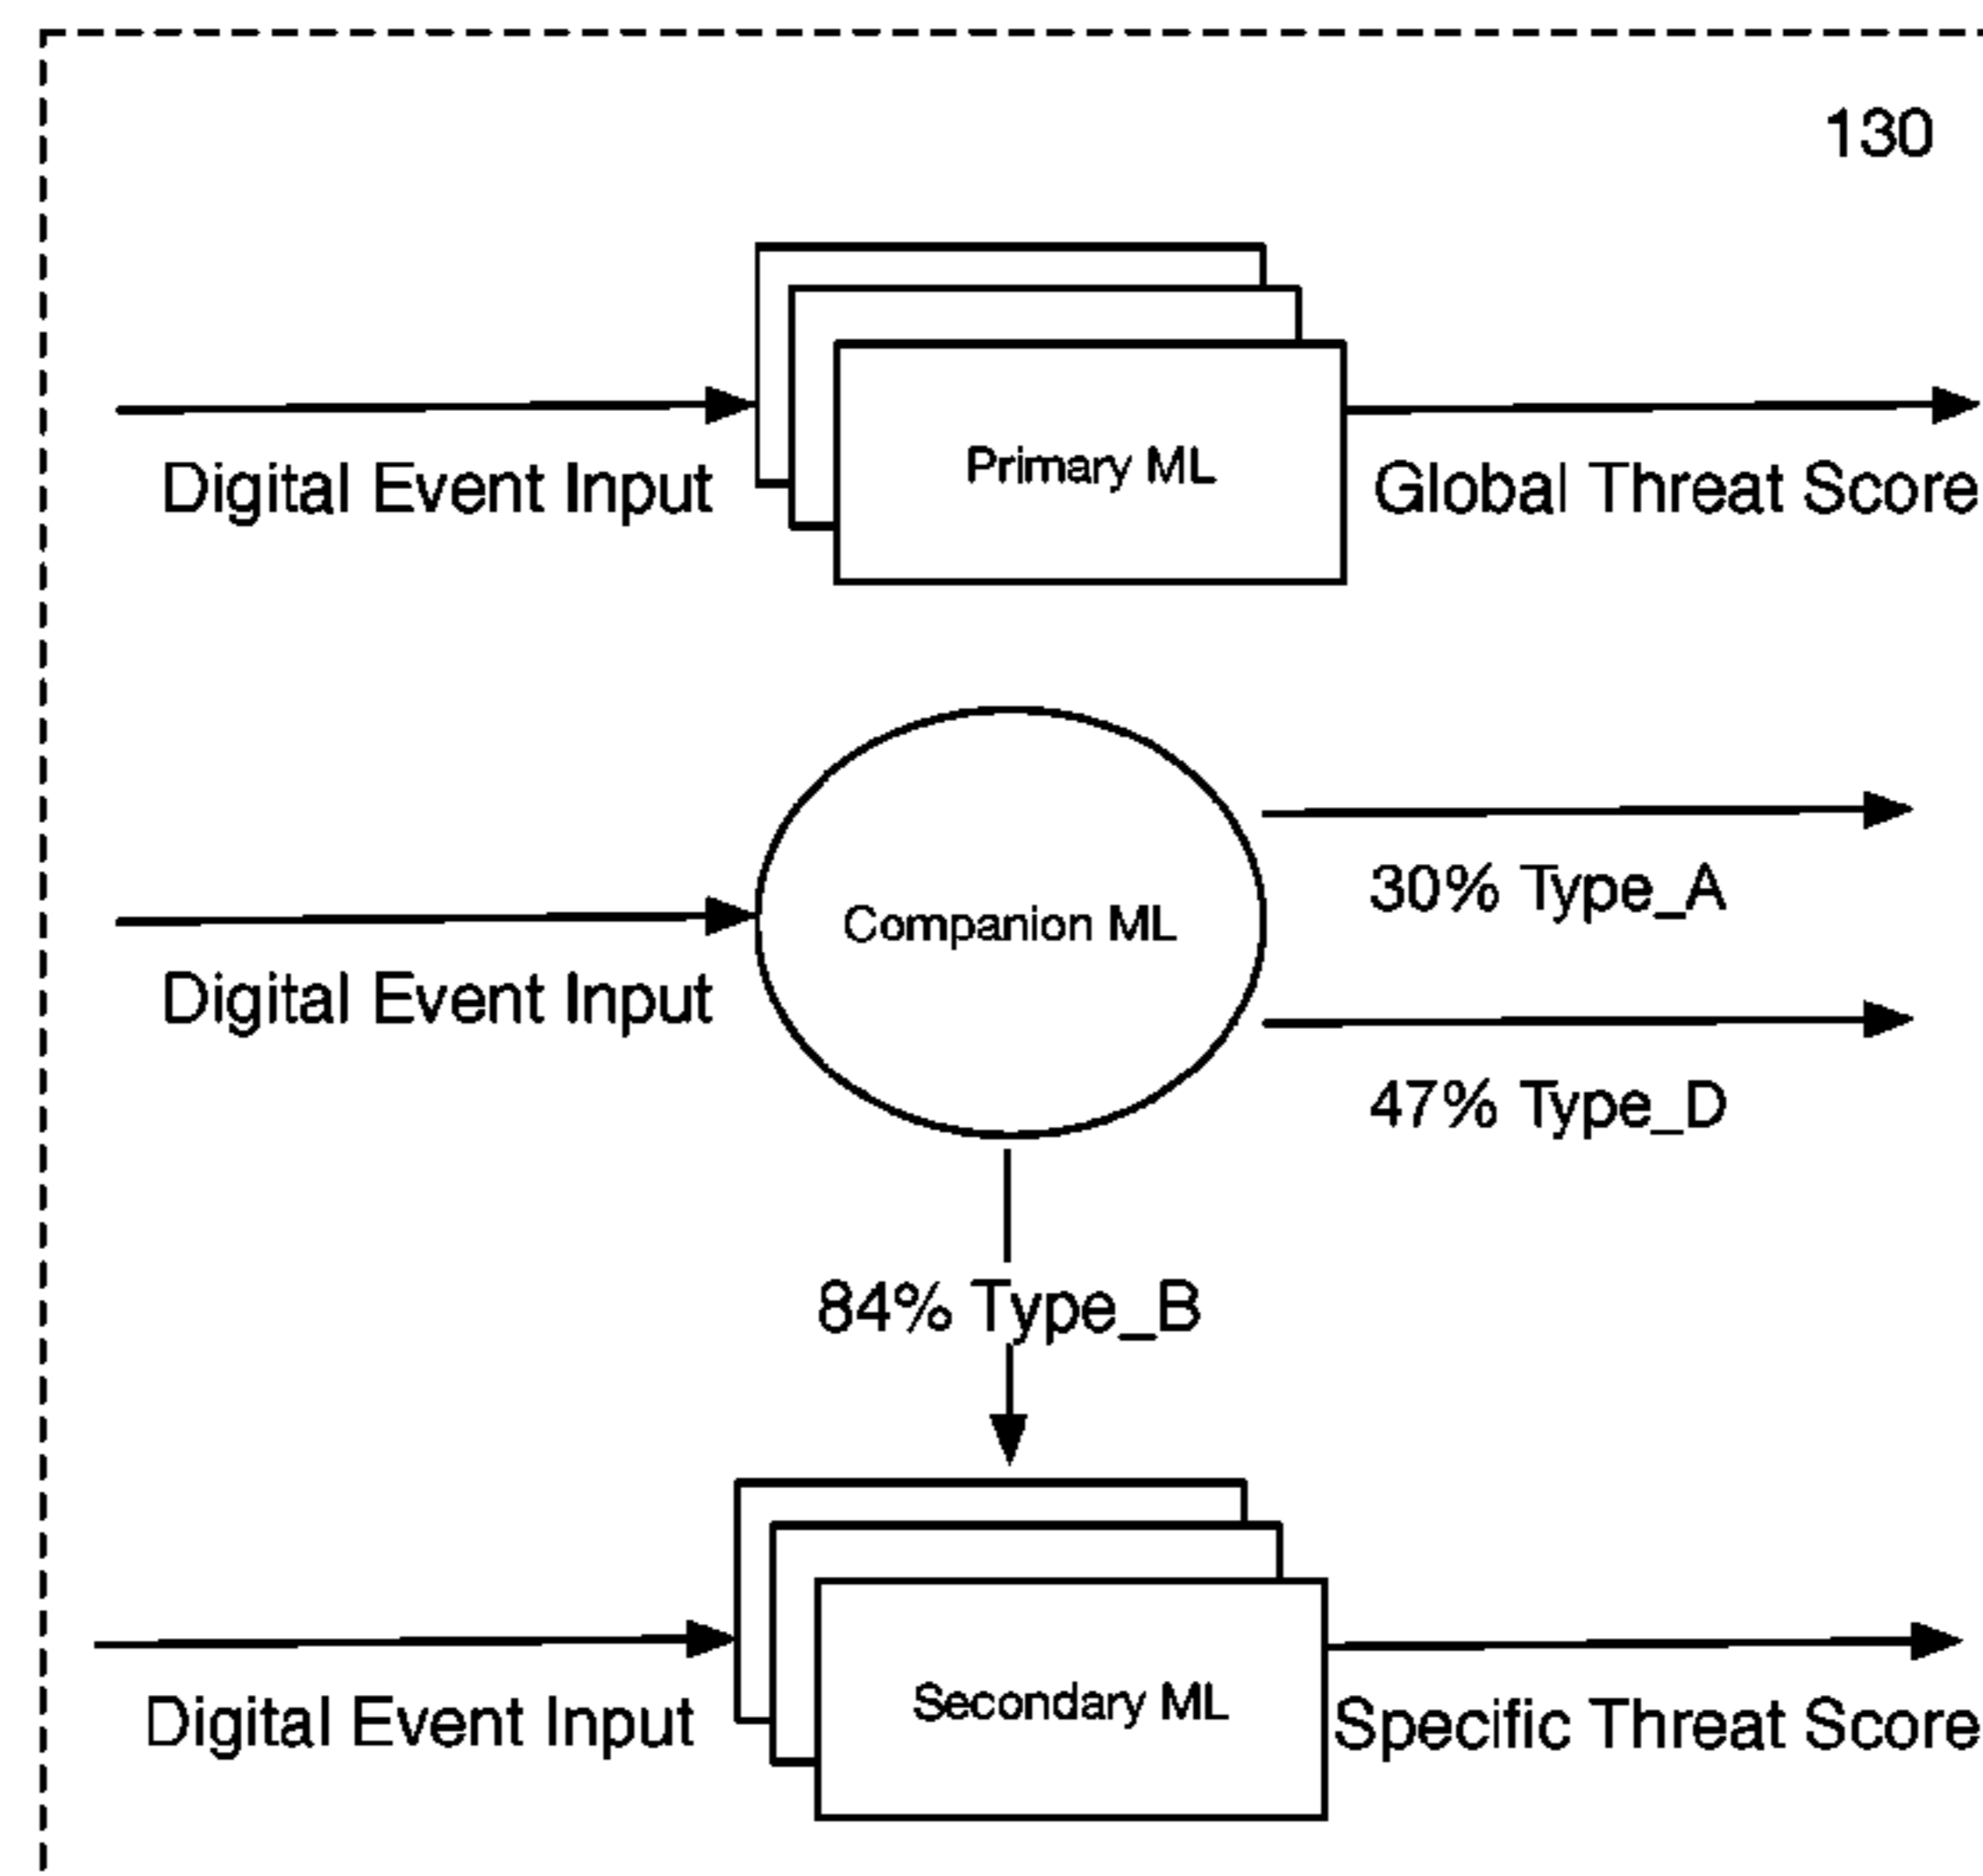 130
Primary ML
Digital Event Input
Global Threat Score
30% Type_A
Companion ML
Digital Event Input
47% Type_D
84% Type_B
Secondary ML
Digital Event Input
Specific Threat Score